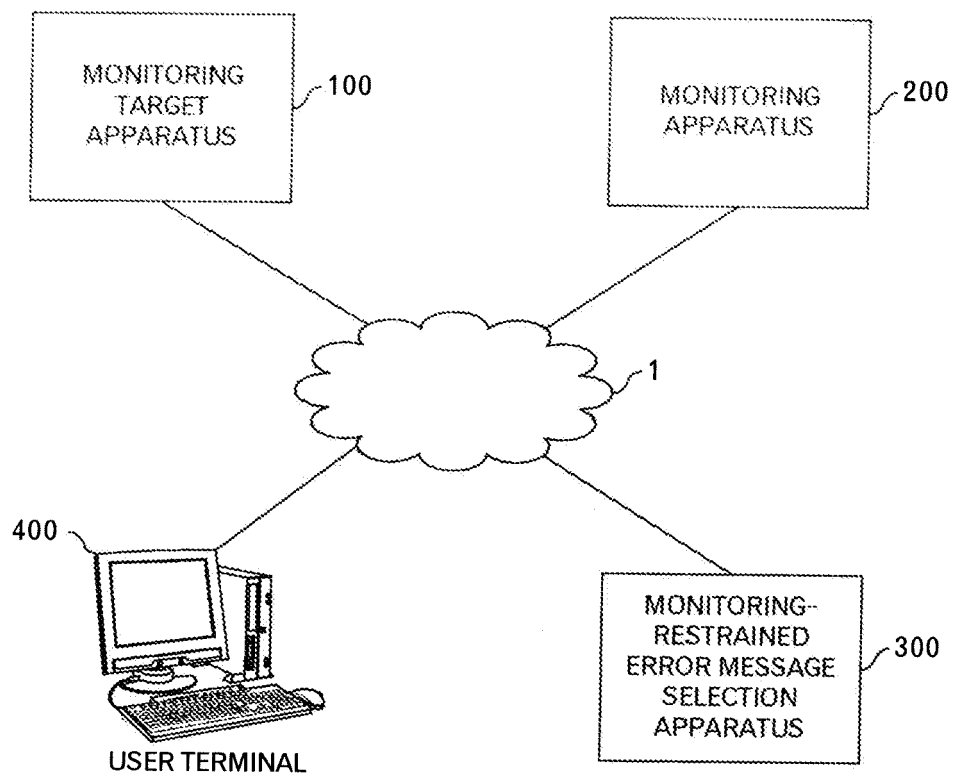 MONITORING
TARGET
APPARATUS
100
MONITORING
APPARATUS
200
1
400
USER TERMINAL
MONITORING-
RESTRAINED
ERROR MESSAGE
SELECTION
APPARATUS
300